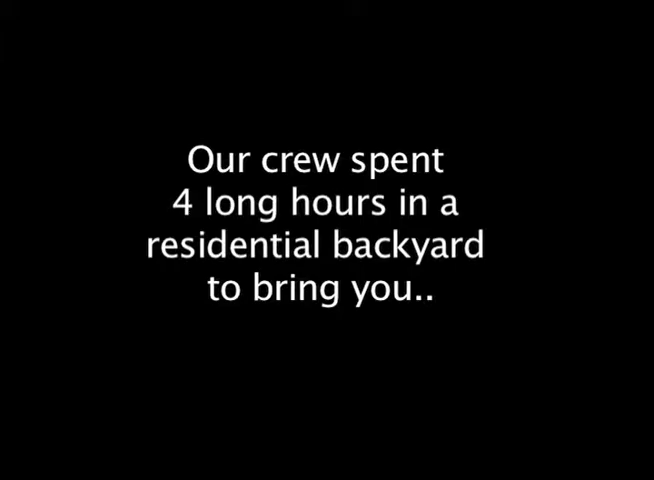 Our crew spent
4 long hours in a
residential backyard
to bring you..